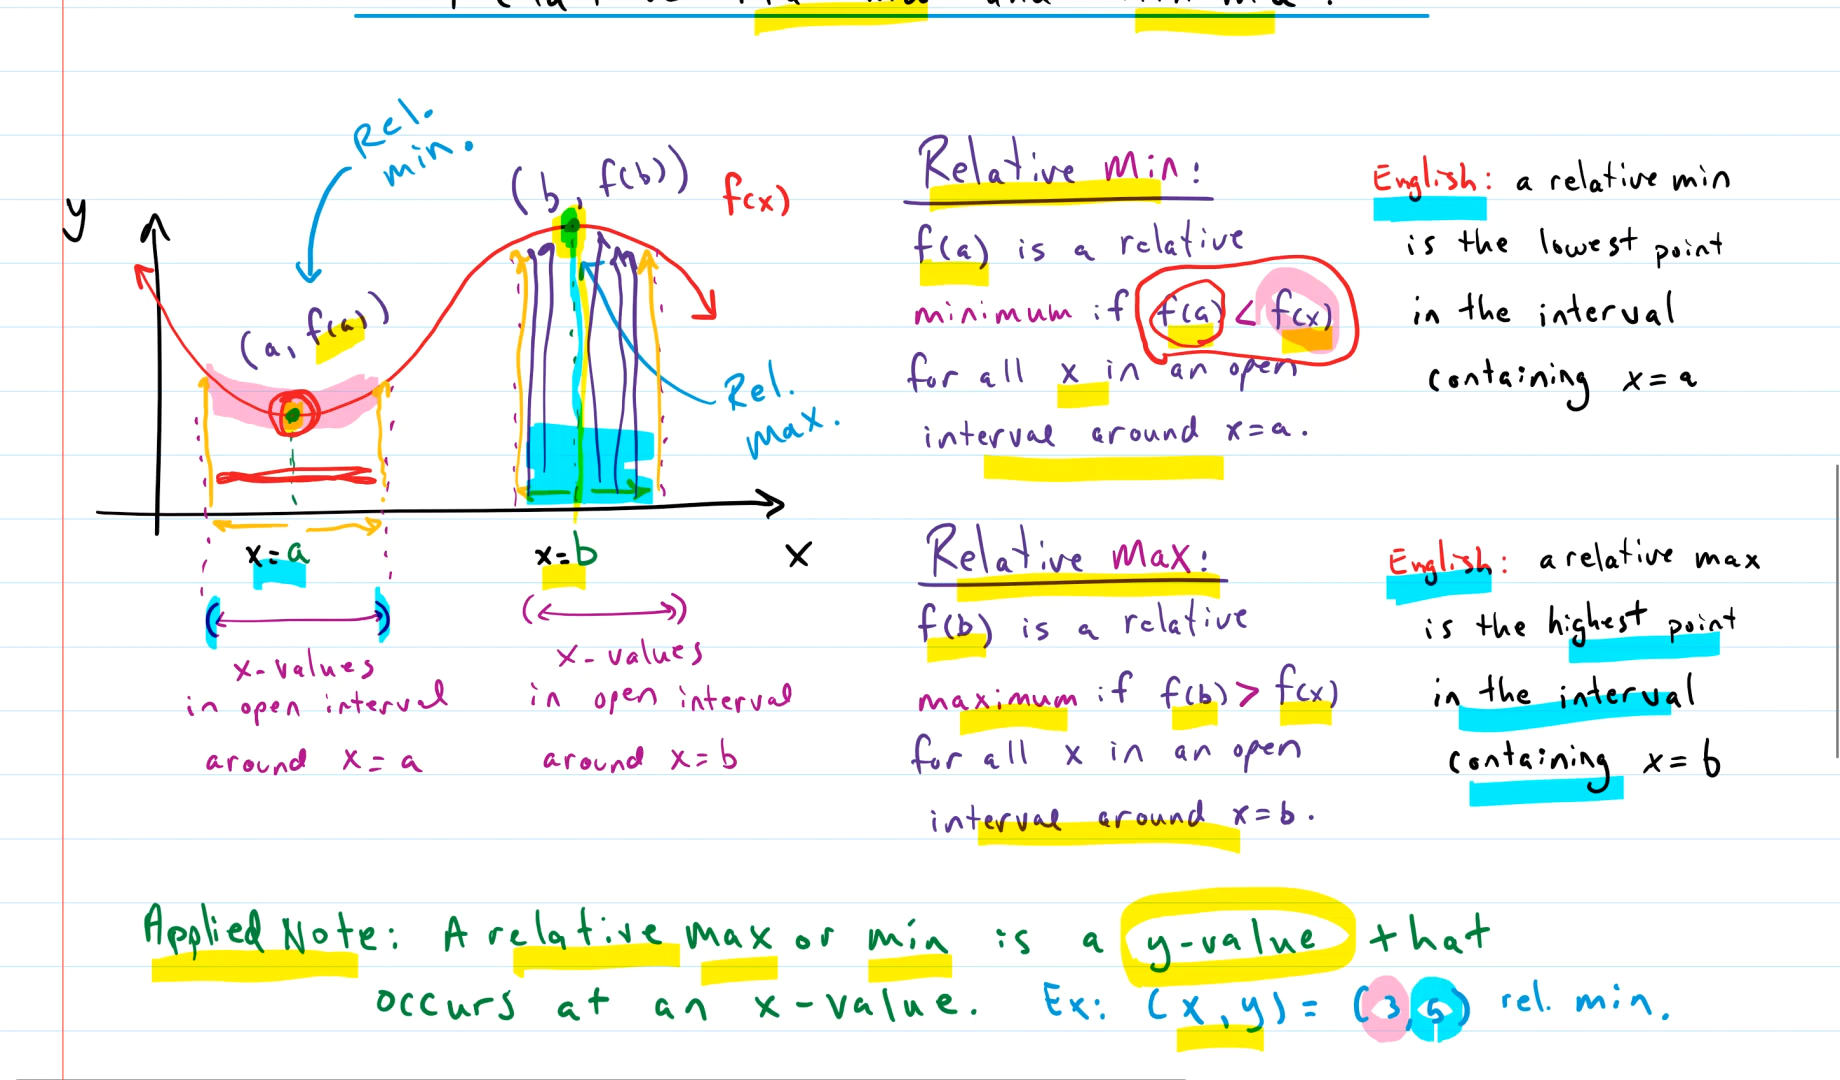 Rel.
min.
(b, f(b))
f(x)
y
(a, f(a))
Rel.
max.
x=a
x=b
x
( )
( )
x-values
in open interval
around x=a
x-values
in open interval
around x=b
Relative Min:
f(a) is a relative
minimum if f(a) < f(x)
for all x in an open
interval around x=a.
English: a relative min
is the lowest point
in the interval
containing x=a
Relative Max:
f(b) is a relative
maximum if f(b) > f(x)
for all x in an open
interval around x=b.
English: a relative max
is the highest point
in the interval
containing x=b
Applied Note: A relative max or min is a y-value that
occurs at an x-value. Ex: (x,y) = (3,5) rel. min.